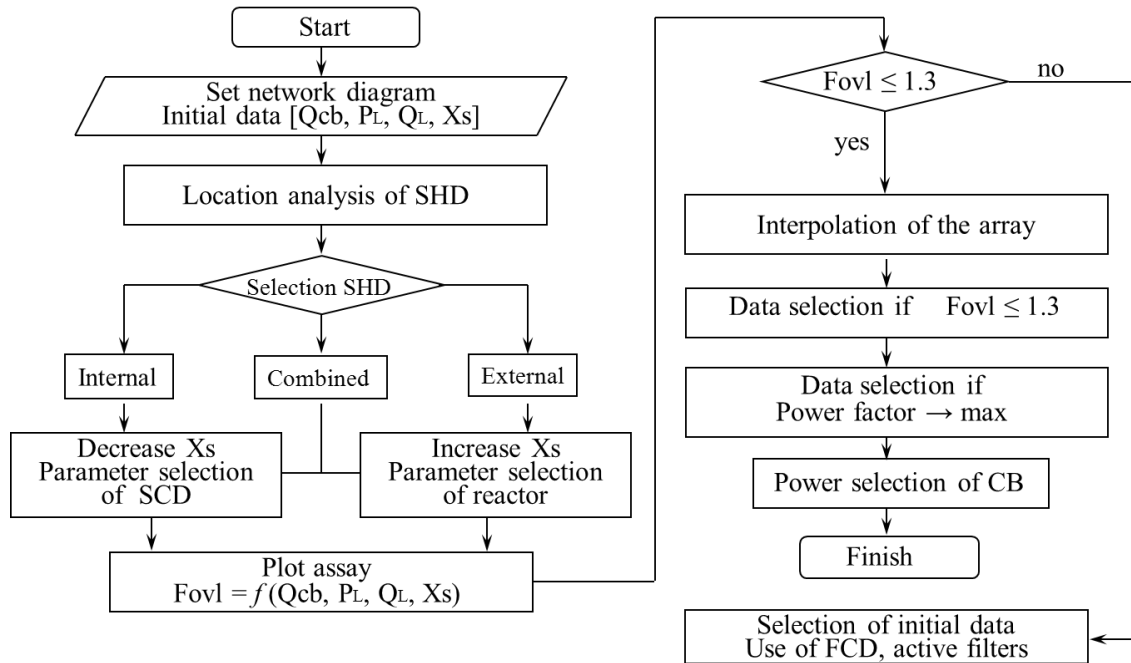 Start
Set network diagram
Initial data [Qcb, PL, QL, Xs]
Location analysis of SHD
Selection SHD
Internal
Combined
External
Decrease Xs
Parameter selection
of SCD
Increase Xs
Parameter selection
of reactor
Plot assay
Fovl = f (Qcb, PL, QL, Xs)
Fovl ≤ 1.3
no
yes
Interpolation of the array
Data selection if Fovl ≤ 1.3
Data selection if
Power factor → max
Power selection of CB
Finish
Selection of initial data
Use of FCD, active filters